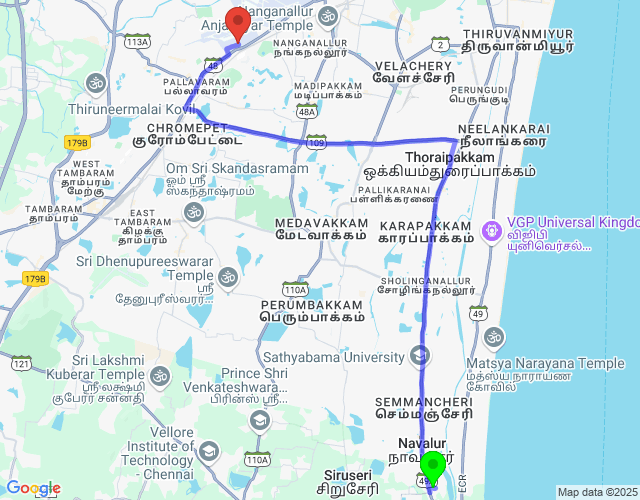 Nanganallur
Anjaneyar Temple
113A
48
NANGANALLUR
நங்கநல்லூர்
2
THIRUVANMIYUR
திருவான்மியூர்
VELACHERY
வேளச்சேரி
PALLAVARAM
பல்லாவரம்
MADIPAKKAM
மடிப்பாக்கம்
PERUNGUDI
பெருங்குடி
Thiruneermalai Kovil
48A
CHROMEPET
குரோம்பேட்டை
109
NEELANKARAI
நீலாங்கரை
179B
Thoraipakkam
ஒக்கியம்துரைப்பாக்கம்
WEST
TAMBARAM
தாம்பரம்
மேற்கு
Om Sri Skandasramam
ஓம் ஸ்ரீ
ஸ்கந்தாஷ்ரமம்
PALLIKARANAI
பள்ளிக்கரணை
TAMBARAM
தாம்பரம்
EAST
TAMBARAM
கிழக்கு
தாம்பரம்
MEDAVAKKAM
மேடவாக்கம்
KARAPAKKAM
காரப்பாக்கம்
VGP Universal Kingdo
விஜிபி
யுனிவெர்சல்...
Sri Dhenupureeswarar
Temple
ஸ்ரீ
தேனுபுரீஸ்வரர்...
179B
110A
SHOLINGANALLUR
சோழிங்கநல்லூர்
PERUMBAKKAM
பெரும்பாக்கம்
49
121
Sri Lakshmi
Kuberar Temple
ஸ்ரீ லக்ஷ்மி
குபேரர் சன்னதி
Sathyabama University
Matsya Narayana Temple
மத்ஸ்ய நாராயண
கோவில்
Prince Shri
Venkateshwara...
பிரின்ஸ் ஸ்ரீ...
SEMMANCHERI
செம்மஞ்சேரி
Vellore
Institute of
Technology
- Chennai
Navalur
Siruseri
சிறுசேரி
ECR
Google
Map data ©2025